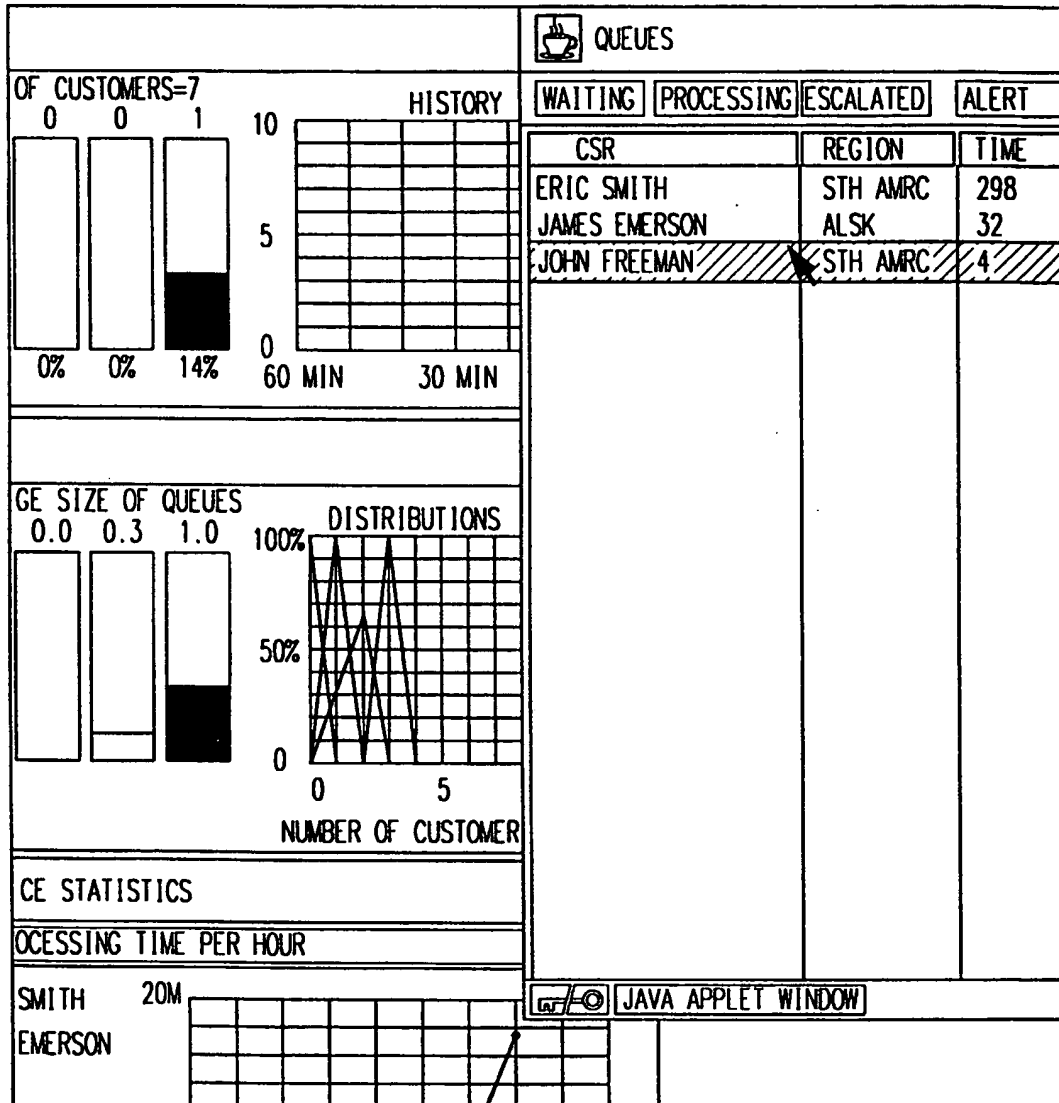 OF CUSTOMERS=7
0 0 1
HISTORY
10
5
0
0% 0% 14%
60 MIN 30 MIN
GE SIZE OF QUEUES
0.0 0.3 1.0
DISTRIBUTIONS
100%
50%
0
0 5
NUMBER OF CUSTOMER
CE STATISTICS
OCESSING TIME PER HOUR
SMITH 20M
EMERSON
QUEUES
WAITING PROCESSING ESCALATED ALERT
CSR REGION TIME
ERIC SMITH STH AMRC 298
JAMES EMERSON ALSK 32
JOHN FREEMAN STH AMRC 4
JAVA APPLET WINDOW